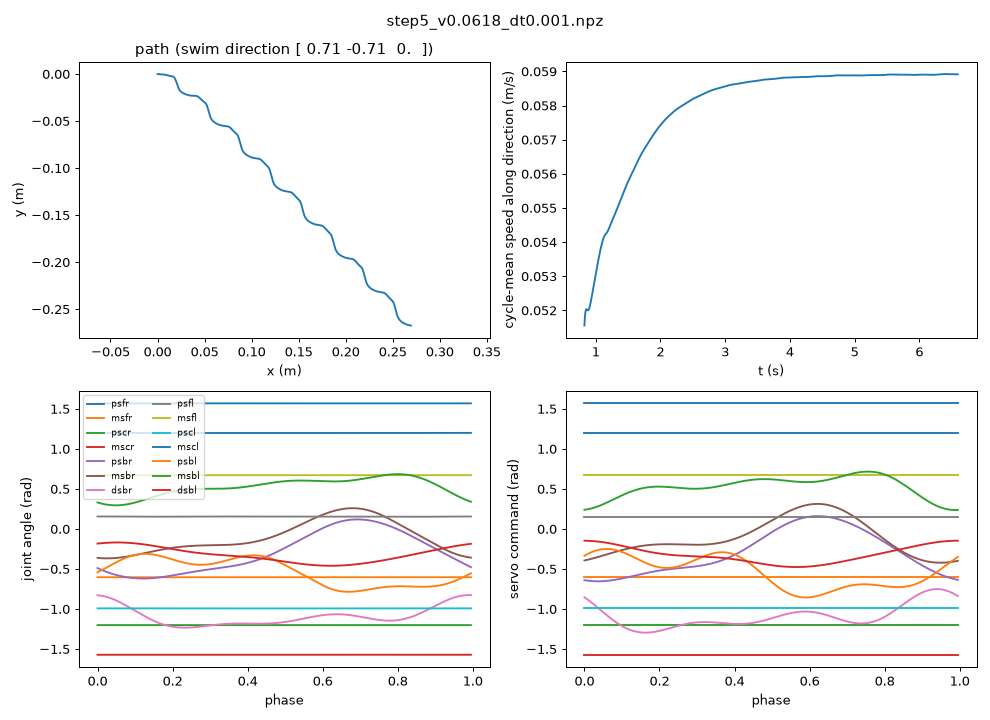 step5_v0.0618_dt0.001.npz
path (swim direction [ 0.71 -0.71  0.  ])
0.00
−0.05
−0.10
−0.15
−0.20
−0.25
y (m)
−0.05 0.00 0.05 0.10 0.15 0.20 0.25 0.30 0.35
x (m)
0.059
0.058
0.057
0.056
0.055
0.054
0.053
0.052
cycle-mean speed along direction (m/s)
1 2 3 4 5 6
t (s)
1.5
1.0
0.5
0.0
−0.5
−1.0
−1.5
joint angle (rad)
psfr psfl
msfr msfl
pscr pscl
mscr mscl
psbr psbl
msbr msbl
dsbr dsbl
0.0 0.2 0.4 0.6 0.8 1.0
phase
1.5
1.0
0.5
0.0
−0.5
−1.0
−1.5
servo command (rad)
0.0 0.2 0.4 0.6 0.8 1.0
phase